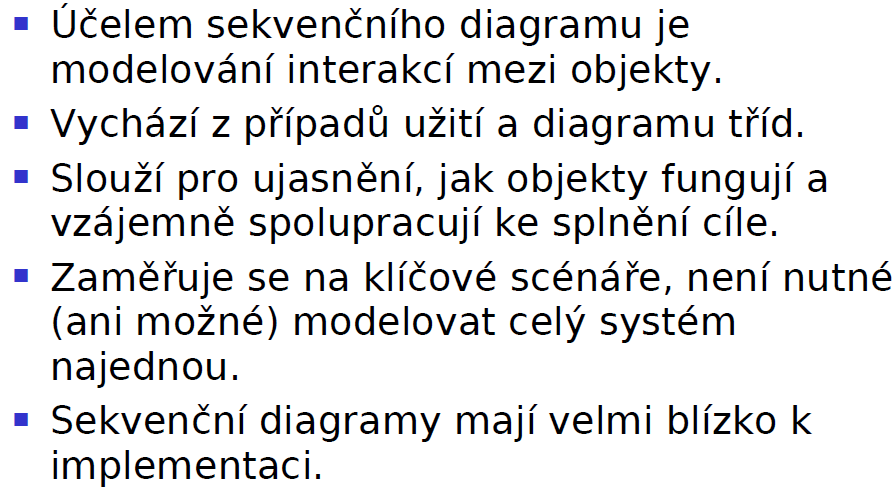 Účelem sekvenčního diagramu je
modelování interakcí mezi objekty.
Vychází z případů užití a diagramu tříd.
Slouží pro ujasnění, jak objekty fungují a
vzájemně spolupracují ke splnění cíle.
Zaměřuje se na klíčové scénáře, není nutné
(ani možné) modelovat celý systém
najednou.
Sekvenční diagramy mají velmi blízko k
implementaci.